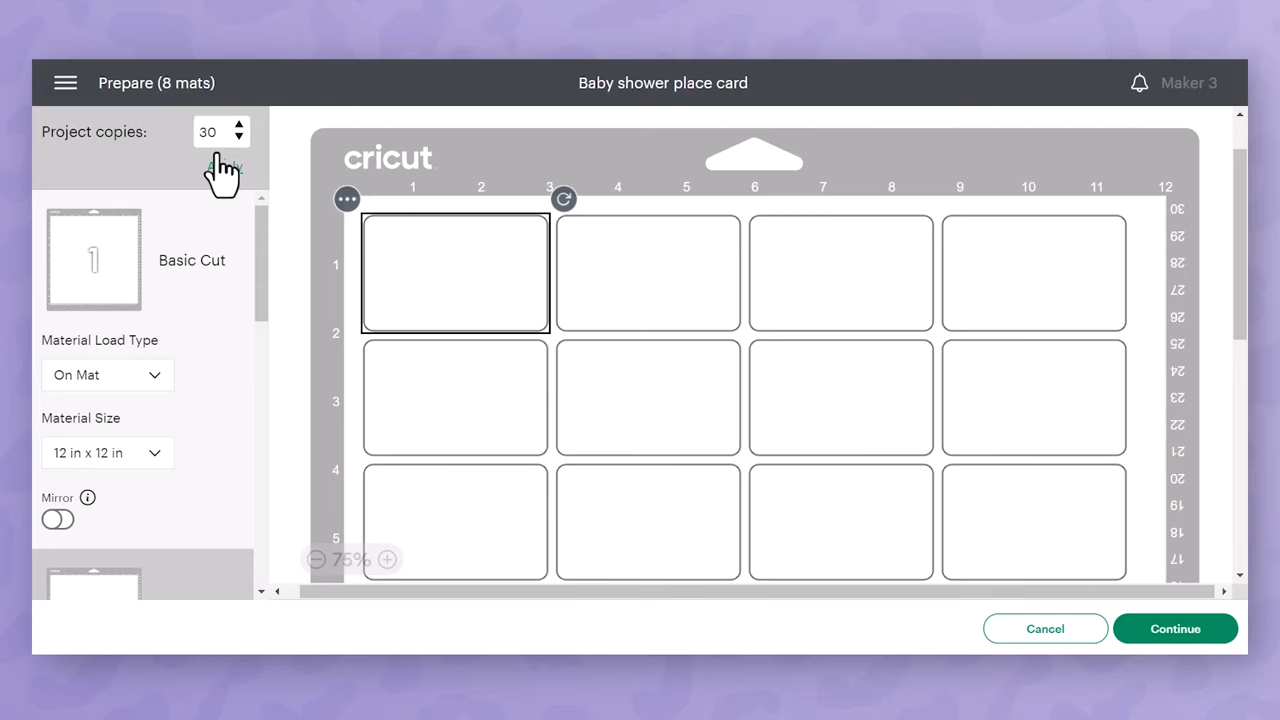 Prepare (8 mats)
Baby shower place card
Maker 3
Project copies:
30
cricut
1 2 3 4 5 6 7 8 9 10 11 12
1
Basic Cut
Material Load Type
On Mat
Material Size
12 in x 12 in
Mirror
1
2
3
4
5
30
29
28
27
26
25
24
23
22
21
20
19
18
17
75%
Cancel
Continue